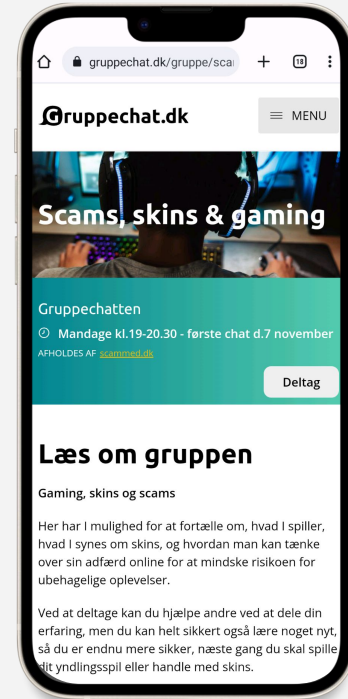 gruppechat.dk/gruppe/sca
18
Gruppechat.dk
MENU
Scams, skins & gaming
Gruppechatten
Mandage kl.19-20.30 - første chat d.7 november
AFHOLDES AF scammed.dk
Deltag
Læs om gruppen
Gaming, skins og scams
Her har I mulighed for at fortælle om, hvad I spiller,
hvad I synes om skins, og hvordan man kan tænke
over sin adfærd online for at mindske risikoen for
ubehagelige oplevelser.
Ved at deltage kan du hjælpe andre ved at dele din
erfaring, men du kan helt sikkert også lære noget nyt,
så du er endnu mere sikker, næste gang du skal spille
dit yndlingsspil eller handle med skins.